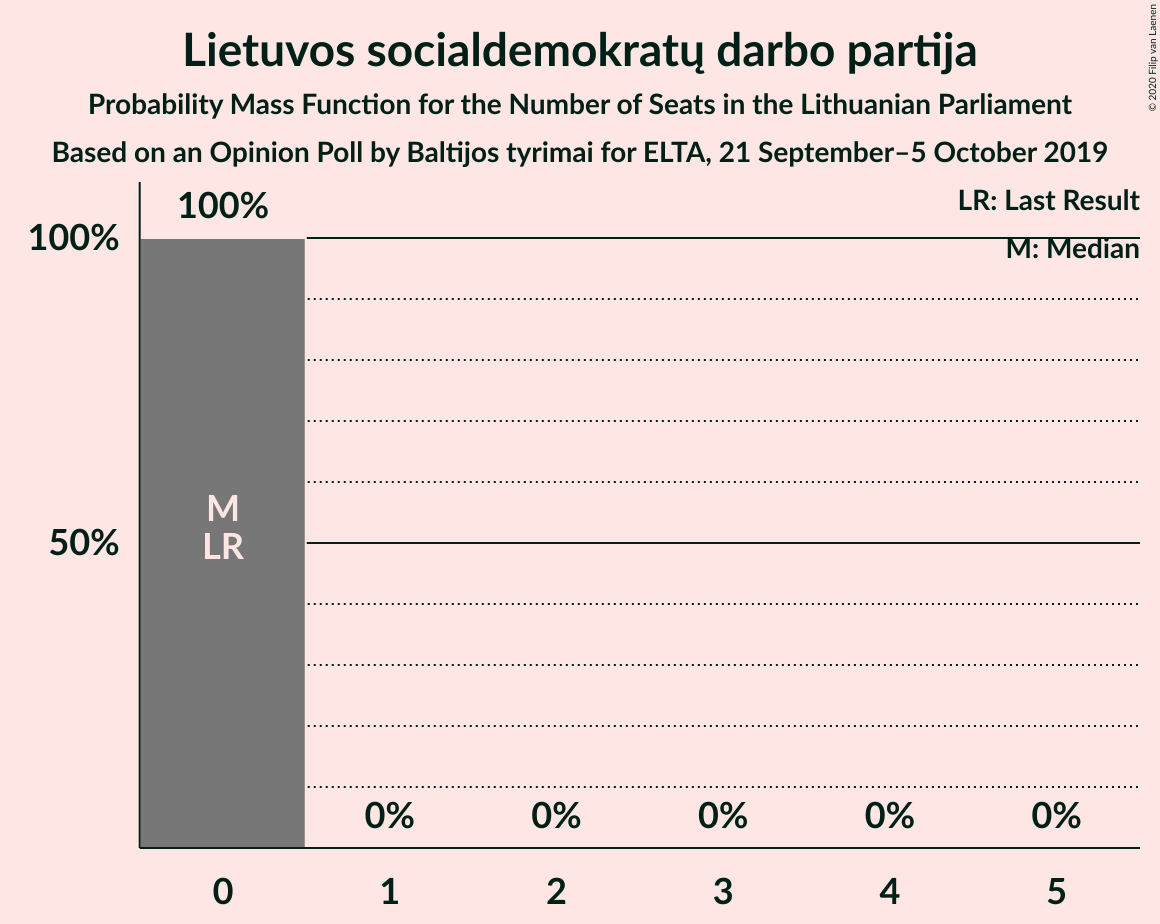 Lietuvos socialdemokratų darbo partija
Probability Mass Function for the Number of Seats in the Lithuanian Parliament
Based on an Opinion Poll by Baltijos tyrimai for ELTA, 21 September–5 October 2019
© 2020 Filip van Laenen
LR: Last Result
M: Median
100%
100%
50%
M
LR
0% 0% 0% 0% 0%
0 1 2 3 4 5